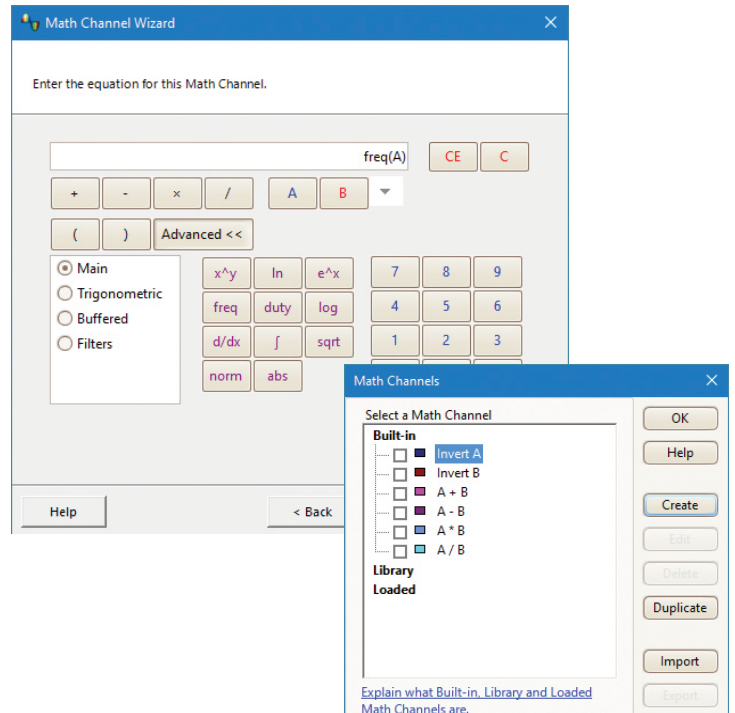 Math Channel Wizard
Enter the equation for this Math Channel.
freq(A) CE C
+ - × / A B
( ) Advanced <<
Main
Trigonometric
Buffered
Filters
x^y ln e^x 7 8 9
freq duty log 4 5 6
d/dx ∫ sqrt 1 2 3
norm abs
Help < Back
Math Channels
Select a Math Channel
Built-in
Invert A
Invert B
A + B
A - B
A * B
A / B
Library
Loaded
Explain what Built-in, Library and Loaded
Math Channels are.
OK
Help
Create
Edit
Delete
Duplicate
Import
Export